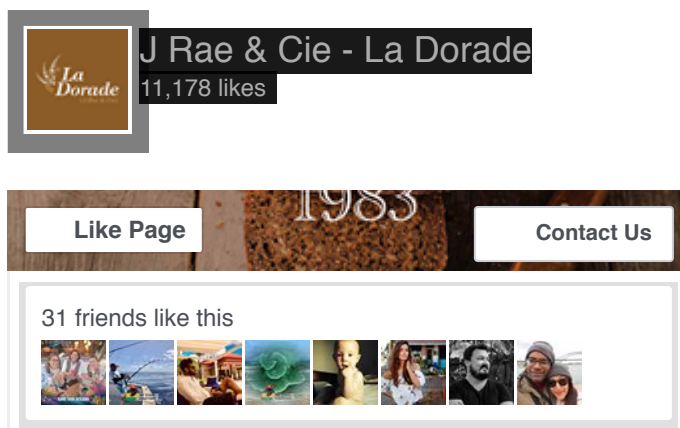 La
Dorade
J Rae & Cie - La Dorade
11,178 likes
1983
Like Page
Contact Us
31 friends like this